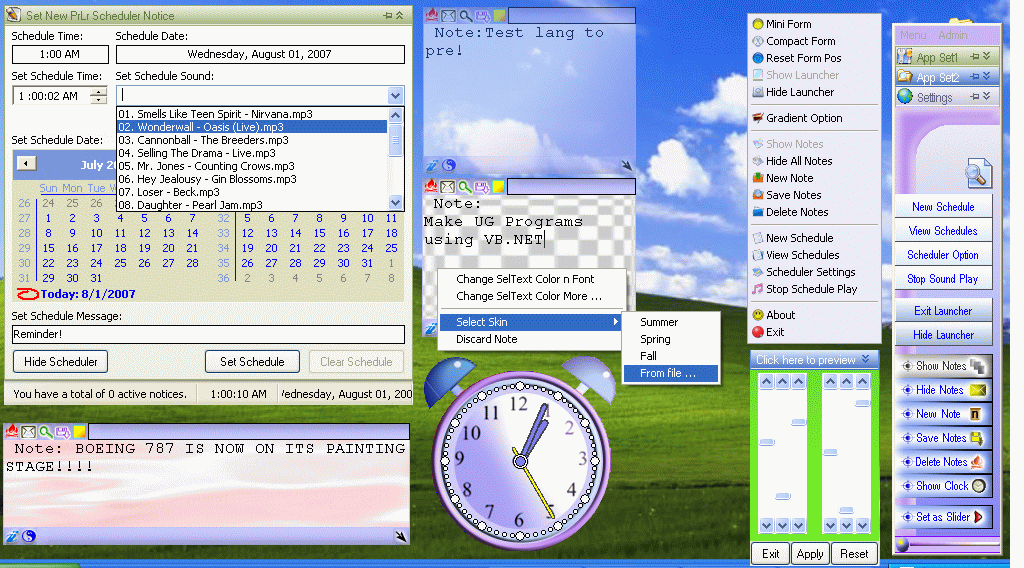 Set New PrLr Scheduler Notice
Schedule Time:
Schedule Date:
1:00 AM
Wednesday, August 01, 2007
Set Schedule Time:
Set Schedule Sound:
1:00:02 AM
01. Smells Like Teen Spirit - Nirvana.mp3
02. Wonderwall - Oasis (Live).mp3
03. Cannonball - The Breeders.mp3
04. Selling The Drama - Live.mp3
05. Mr. Jones - Counting Crows.mp3
06. Hey Jealousy - Gin Blossoms.mp3
07. Loser - Beck.mp3
08. Daughter - Pearl Jam.mp3
Set Schedule Date:
July 2
Sun Mon Tue W
26 24 25 26
27 1 2 3 4 5 6 7 32 5 6 7 8 9 10 11
28 8 9 10 11 12 13 14 33 12 13 14 15 16 17 18
29 15 16 17 18 19 20 21 34 19 20 21 22 23 24 25
30 22 23 24 25 26 27 28 35 26 27 28 29 30 31 1
31 29 30 31 36 2 3 4 5 6 7 8
Today: 8/1/2007
Set Schedule Message:
Reminder!
Hide Scheduler
Set Schedule
Clear Schedule
You have a total of 0 active notices.
1:00:10 AM
Vednesday, August 01, 200
Note: BOEING 787 IS NOW ON ITS PAINTING
STAGE!!!!
Note:Test lang to
pre!
Note:
Make UG Programs
using VB.NET
Change SelText Color n Font
Change SelText Color More ...
Select Skin
Discard Note
Summer
Spring
Fall
From file ...
12
1
2
3
4
5
6
7
8
9
10
11
Mini Form
Compact Form
Reset Form Pos
Show Launcher
Hide Launcher
Gradient Option
Show Notes
Hide All Notes
New Note
Save Notes
Delete Notes
New Schedule
View Schedules
Scheduler Settings
Stop Schedule Play
About
Exit
Click here to preview
Exit
Apply
Reset
Menu Admin
App Set1
App Set2
Settings
New Schedule
View Schedules
Scheduler Option
Stop Sound Play
Exit Launcher
Hide Launcher
Show Notes
Hide Notes
New Note
Save Notes
Delete Notes
Show Clock
Set as Slider